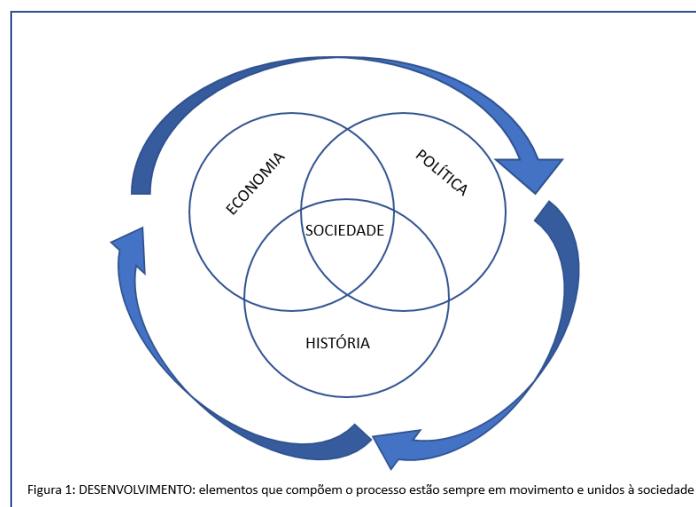 ECONOMIA
POLÍTICA
SOCIEDADE
HISTÓRIA
Figura 1: DESENVOLVIMENTO: elementos que compõem o processo estão sempre em movimento e unidos à sociedade